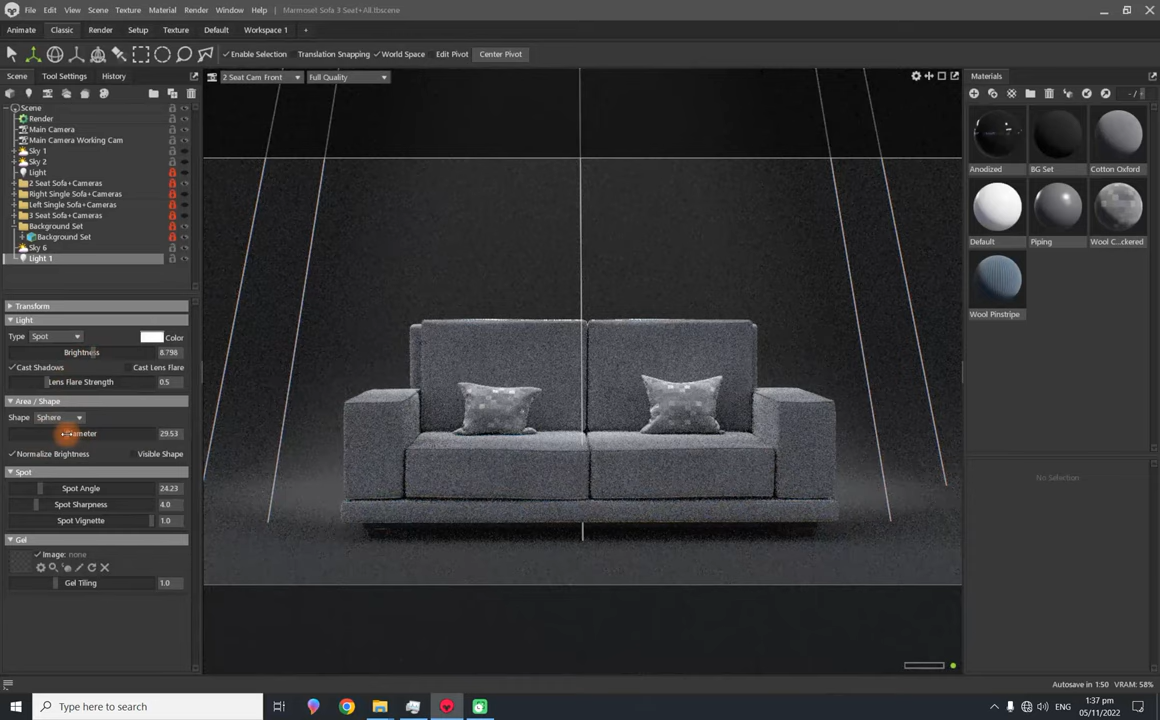 File Edit View Scene Texture Material Render Window Help Marmoset Sofa 3 Seat+All.tbscene
Animate Classic Render Setup Texture Default Workspace 1 +
Enable Selection Translation Snapping World Space Edit Pivot Center Pivot
Scene Tool Settings History
2 Seat Cam Front Full Quality
Materials
- /
Scene
Render
Main Camera
Main Camera Working Cam
Sky 1
Sky 2
Light
2 Seat Sofa+Cameras
Right Single Sofa+Cameras
Left Single Sofa+Cameras
3 Seat Sofa+Cameras
Background Set
Background Set
Sky 6
Light 1
Anodized BG Set Cotton Oxford
Default Piping Wool C...ckered
Wool Pinstripe
Transform
Light
Type Spot Color
Brightness 8.798
Cast Shadows Cast Lens Flare
Lens Flare Strength 0.5
Area / Shape
Shape Sphere
ameter 29.53
Normalize Brightness Visible Shape
Spot
Spot Angle 24.23
Spot Sharpness 4.0
Spot Vignette 1.0
Gel
Image: none
Gel Tiling 1.0
No Selection
Autosave in 1:50 VRAM: 58%
Type here to search
ENG
1:37 pm
05/11/2022